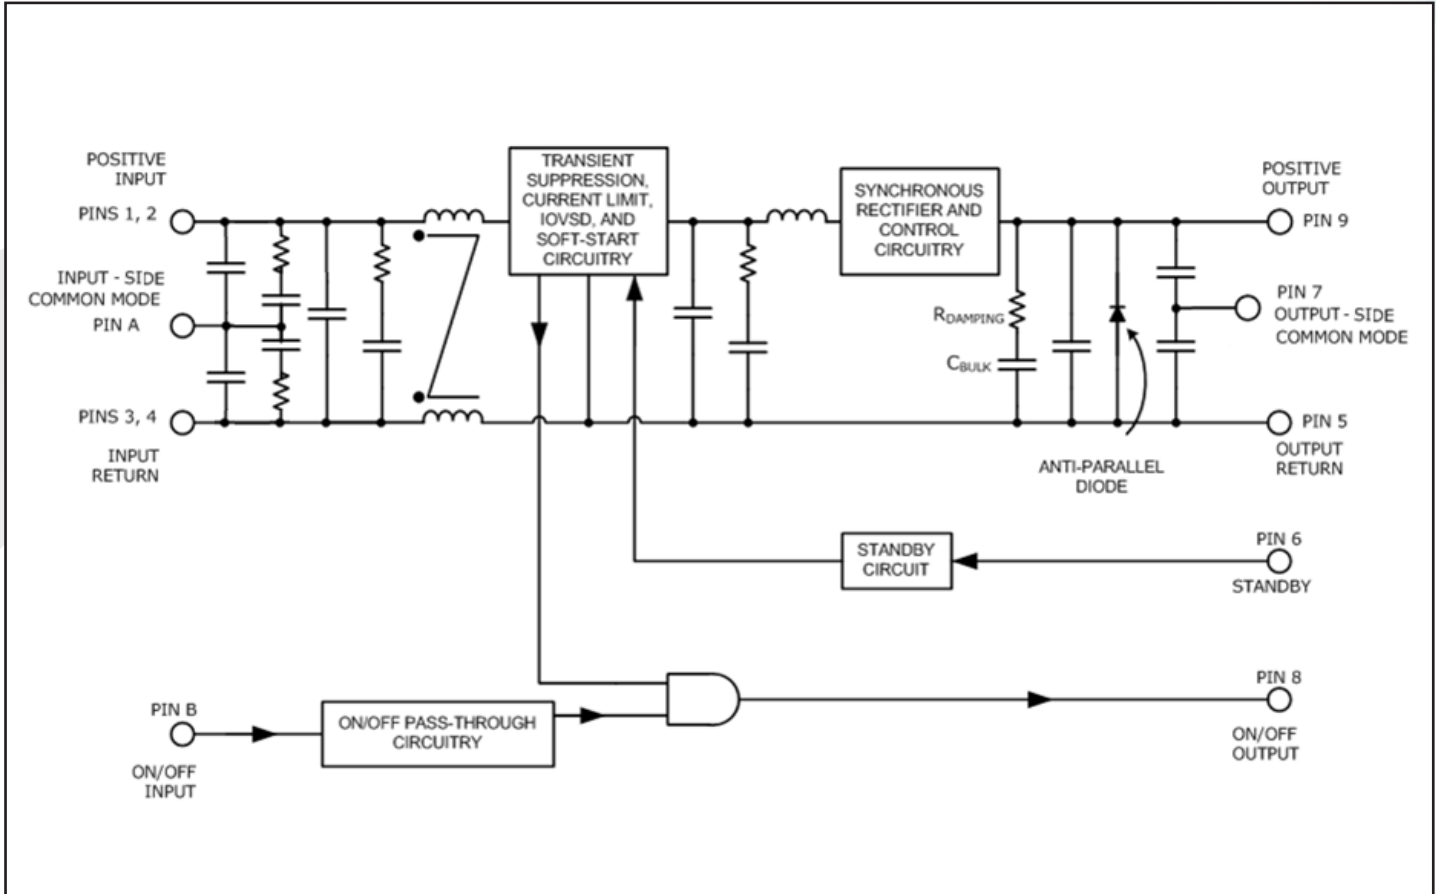 POSITIVE
INPUT
PINS 1, 2
INPUT - SIDE
COMMON MODE
PIN A
PINS 3, 4
INPUT
RETURN
TRANSIENT
SUPPRESSION,
CURRENT LIMIT,
IOVSD, AND
SOFT-START
CIRCUITRY
SYNCHRONOUS
RECTIFIER AND
CONTROL
CIRCUITRY
POSITIVE
OUTPUT
PIN 9
RDAMPING
CBULK
PIN 7
OUTPUT - SIDE
COMMON MODE
PIN 5
OUTPUT
RETURN
ANTI-PARALLEL
DIODE
STANDBY
CIRCUIT
PIN 6
STANDBY
PIN B
ON/OFF
INPUT
ON/OFF PASS-THROUGH
CIRCUITRY
PIN 8
ON/OFF
OUTPUT